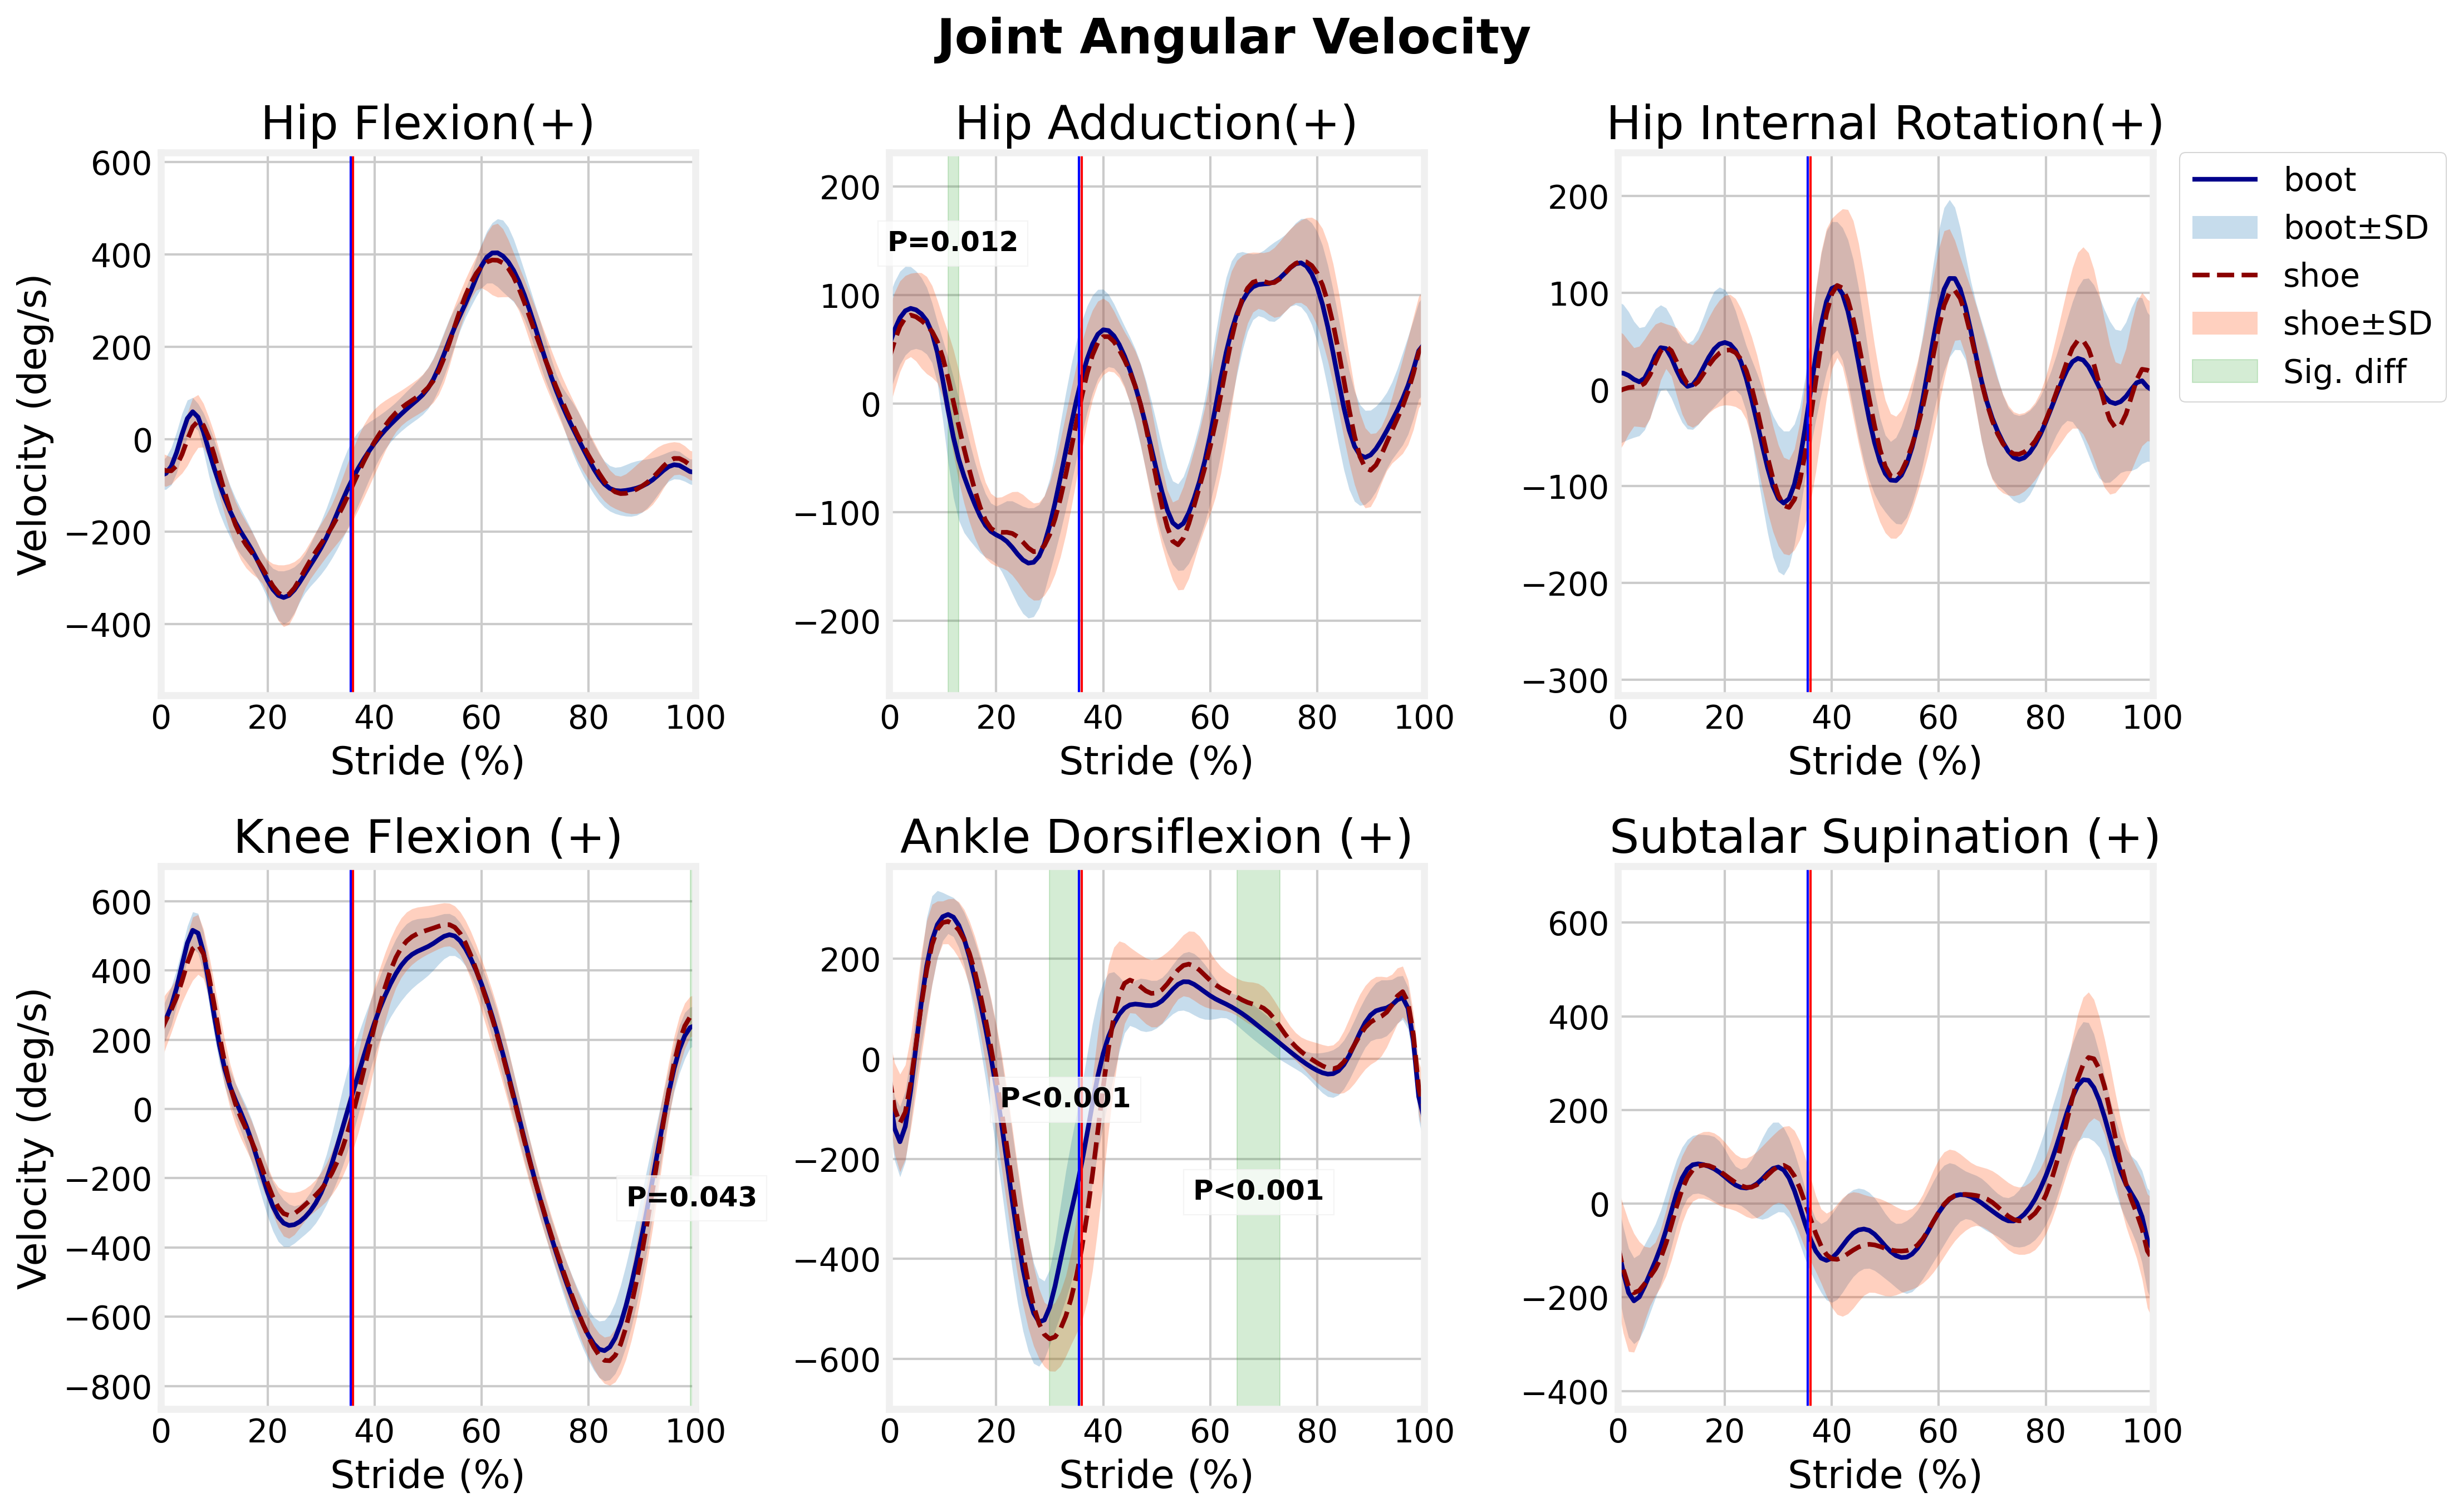 Joint Angular Velocity
Hip Flexion(+)
600
400
200
0
−200
−400
Velocity (deg/s)
0 20 40 60 80 100
Stride (%)
Hip Adduction(+)
200
100
0
−100
−200
P=0.012
0 20 40 60 80 100
Stride (%)
Hip Internal Rotation(+)
200
100
0
−100
−200
−300
0 20 40 60 80 100
Stride (%)
boot
boot±SD
shoe
shoe±SD
Sig. diff
Knee Flexion (+)
600
400
200
0
−200
−400
−600
−800
Velocity (deg/s)
P=0.043
0 20 40 60 80 100
Stride (%)
Ankle Dorsiflexion (+)
200
0
−200
−400
−600
P<0.001
P<0.001
0 20 40 60 80 100
Stride (%)
Subtalar Supination (+)
600
400
200
0
−200
−400
0 20 40 60 80 100
Stride (%)